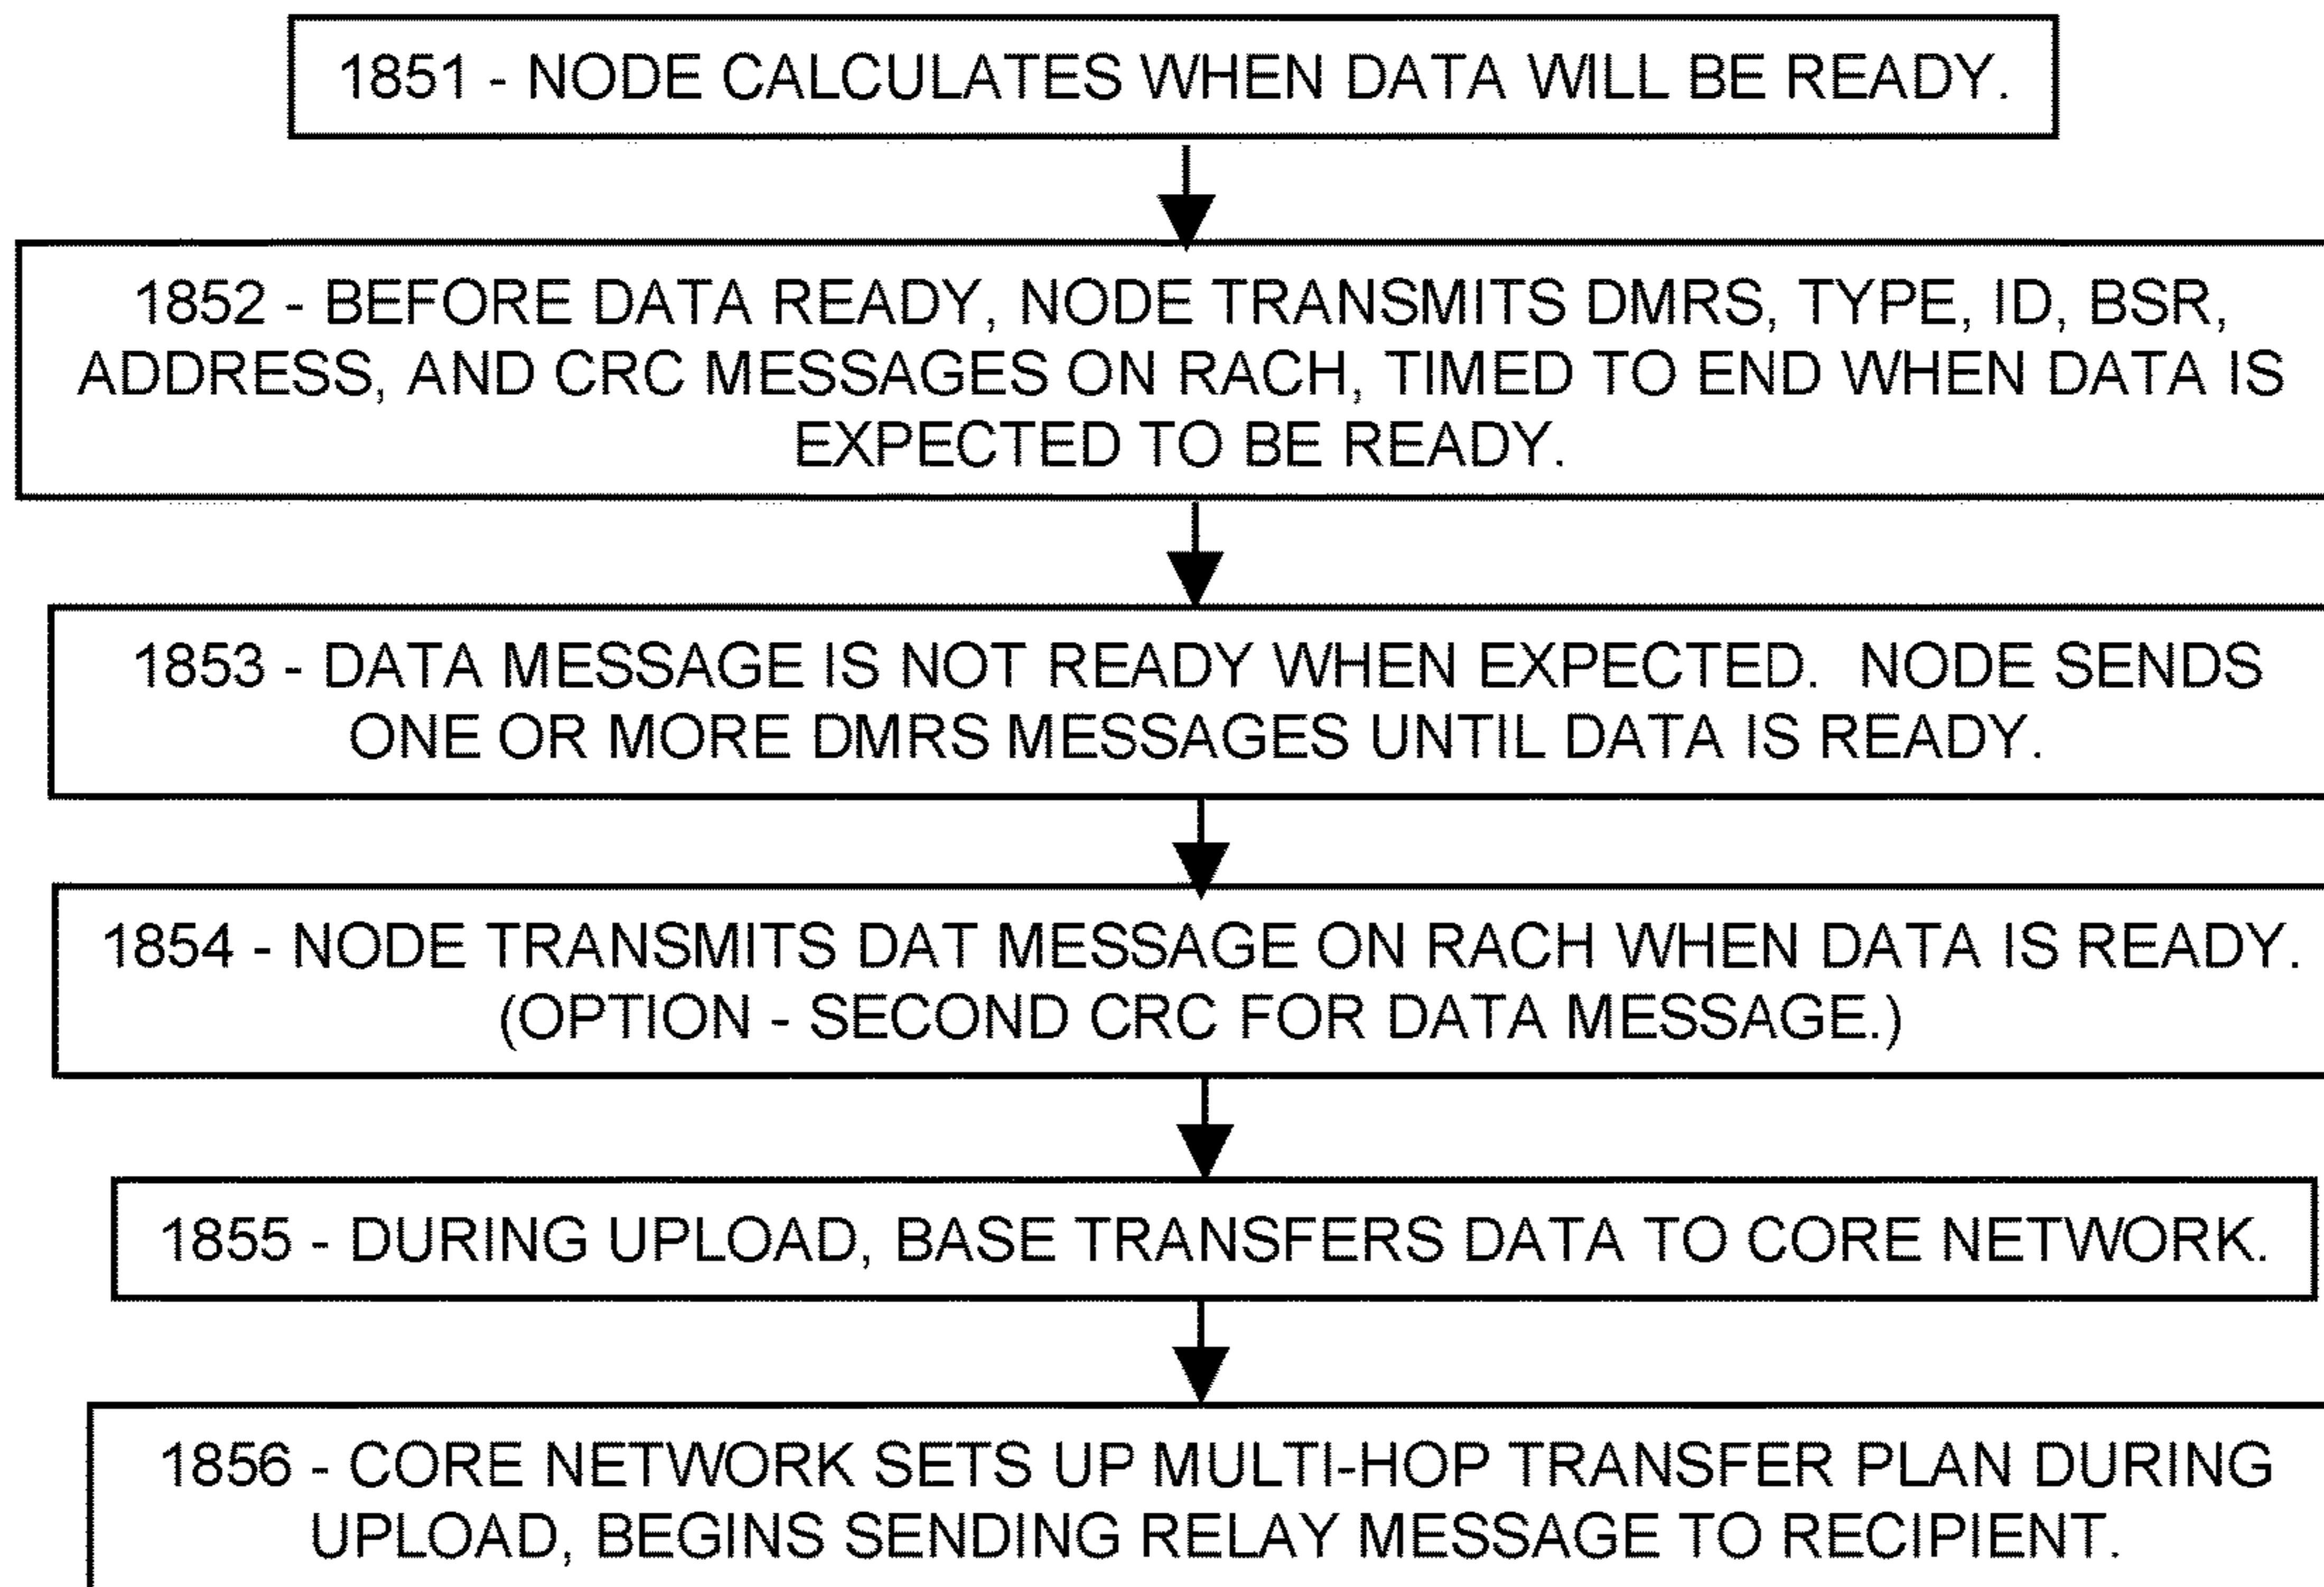 1851 - NODE CALCULATES WHEN DATA WILL BE READY.
1852 - BEFORE DATA READY, NODE TRANSMITS DMRS, TYPE, ID, BSR,
ADDRESS, AND CRC MESSAGES ON RACH, TIMED TO END WHEN DATA IS
EXPECTED TO BE READY.
1853 - DATA MESSAGE IS NOT READY WHEN EXPECTED. NODE SENDS
ONE OR MORE DMRS MESSAGES UNTIL DATA IS READY.
1854 - NODE TRANSMITS DAT MESSAGE ON RACH WHEN DATA IS READY.
(OPTION - SECOND CRC FOR DATA MESSAGE.)
1855 - DURING UPLOAD, BASE TRANSFERS DATA TO CORE NETWORK.
1856 - CORE NETWORK SETS UP MULTI-HOP TRANSFER PLAN DURING
UPLOAD, BEGINS SENDING RELAY MESSAGE TO RECIPIENT.